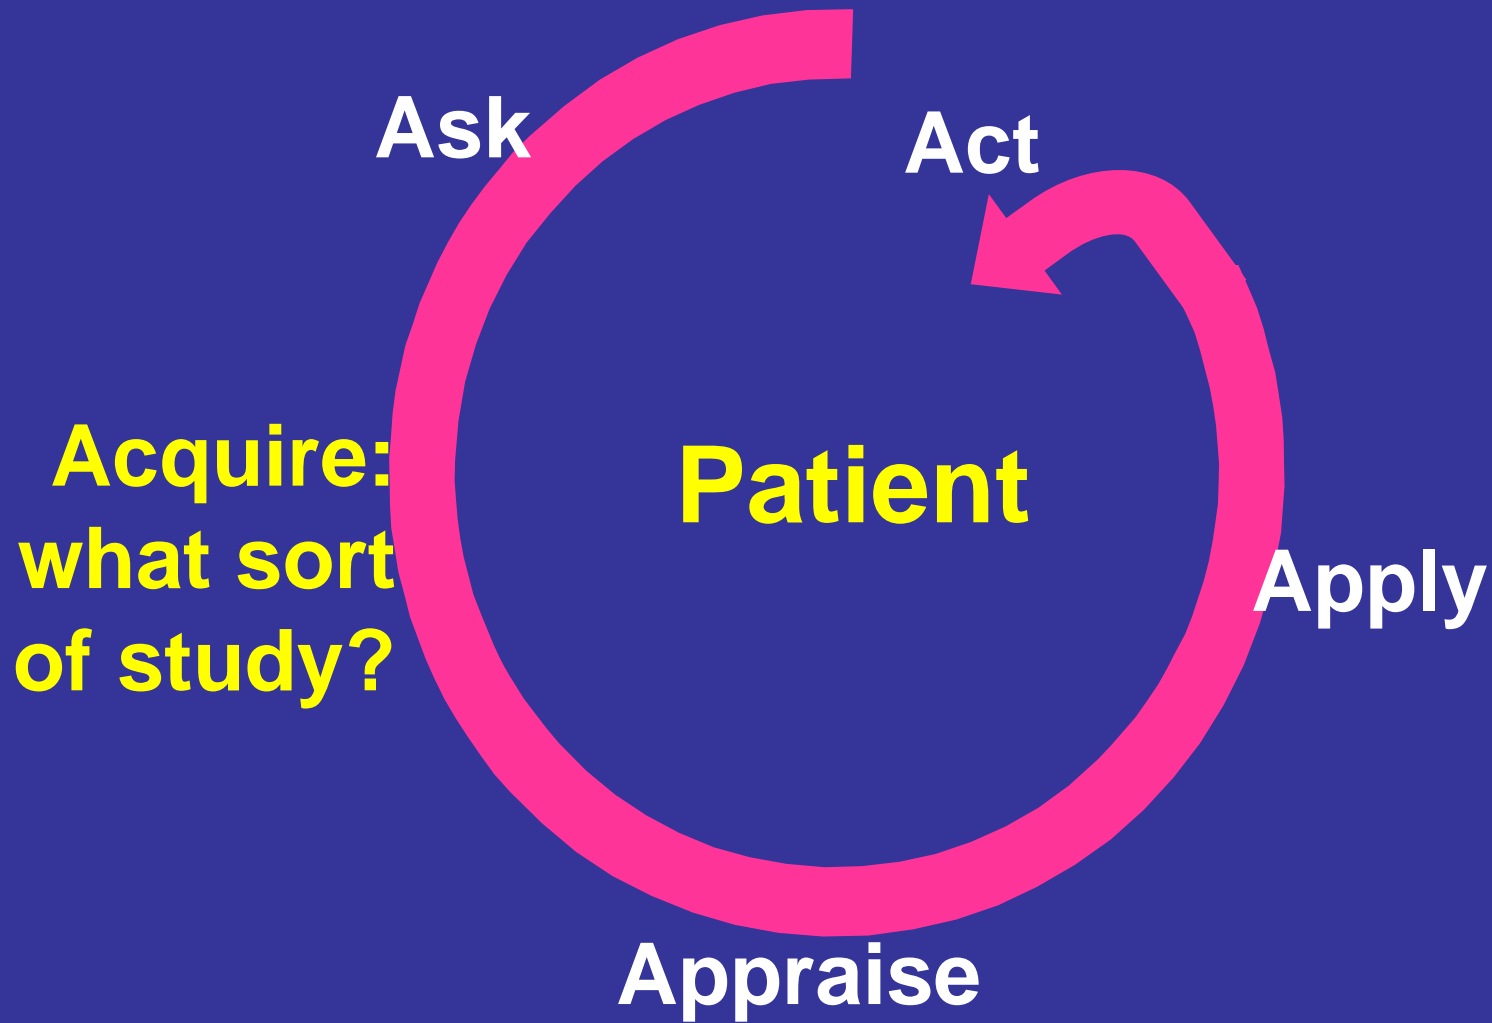 Ask
Act
Acquire:
what sort
of study?
Patient
Apply
Appraise